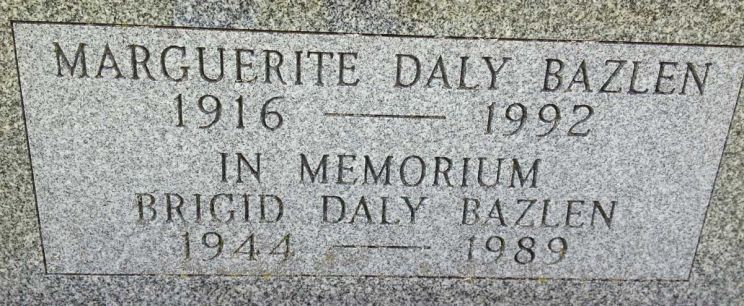 MARGUERITE DALY BAZLEN
1916 — 1992
IN MEMORIUM
BRIGID DALY BAZLEN
1944 — 1989